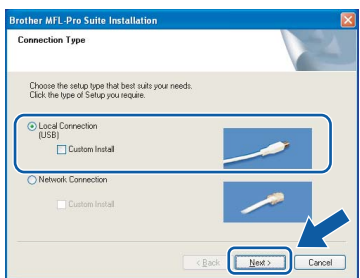 Brother MFL-Pro Suite Installation
Connection Type
Choose the setup type that best suits your needs.
Click the type of Setup you require.
Local Connection
(USB)
Custom Install
Network Connection
Custom Install
< Back
Next >
Cancel